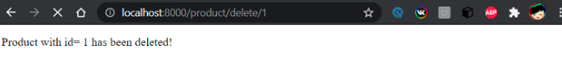 localhost:8000/product/delete/1
Product with id= 1 has been deleted!